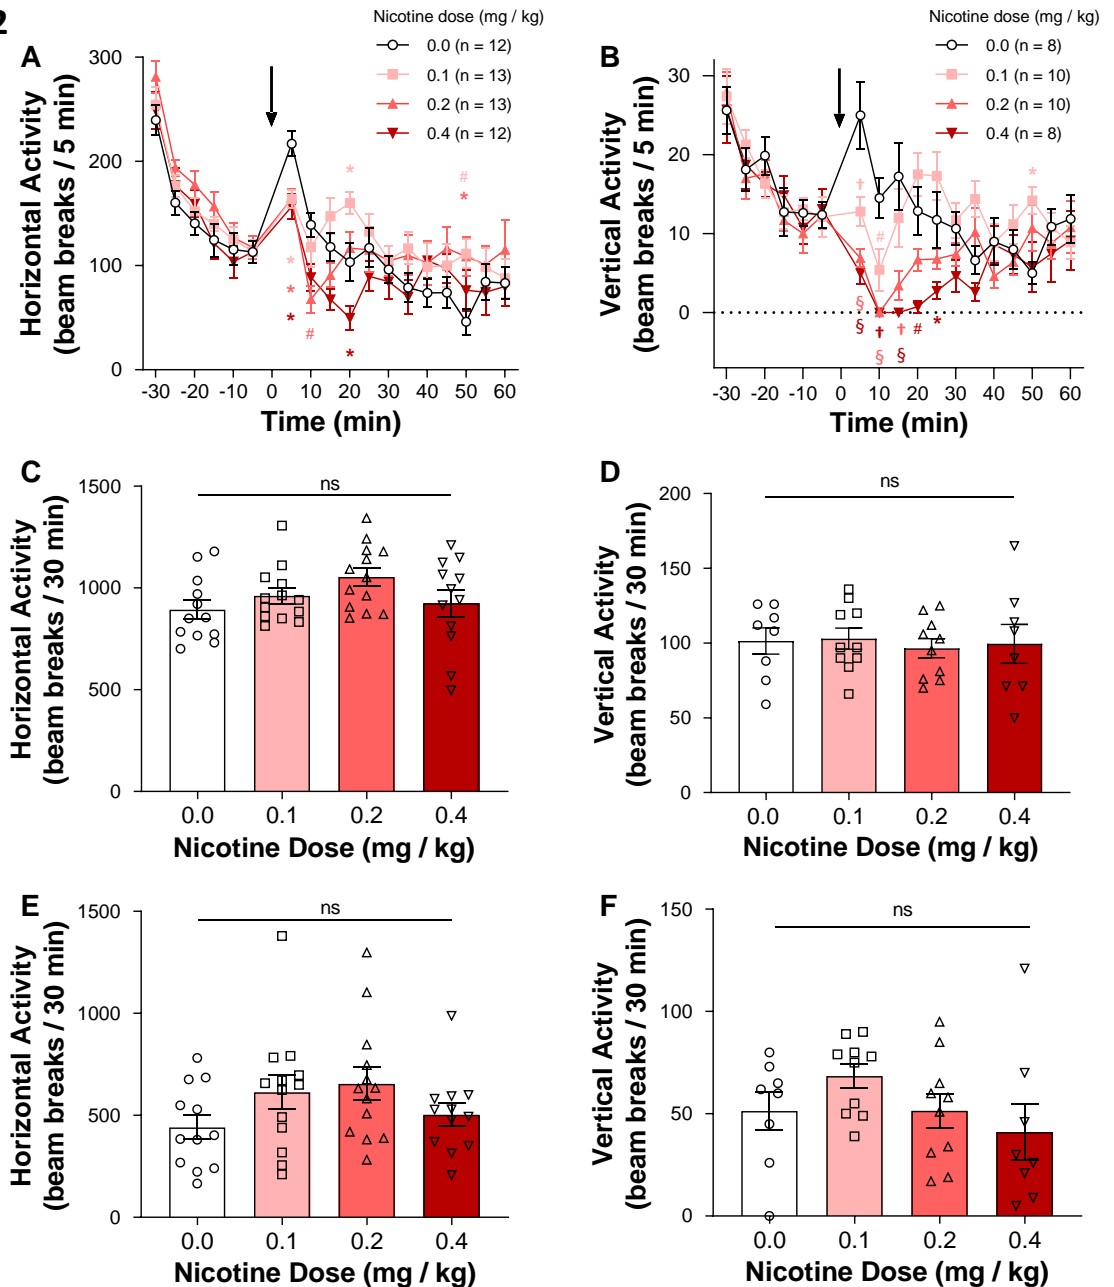 2
A
Nicotine dose (mg / kg)
0.0 (n = 12)
0.1 (n = 13)
0.2 (n = 13)
0.4 (n = 12)
Horizontal Activity
(beam breaks / 5 min)
300
200
100
0
*
#
*
*
*
*
#
*
-30 -20 -10 0 10 20 30 40 50 60
Time (min)
B
Nicotine dose (mg / kg)
0.0 (n = 8)
0.1 (n = 10)
0.2 (n = 10)
0.4 (n = 8)
Vertical Activity
(beam breaks / 5 min)
30
20
10
0
† *
#
§
§ † † # *
§ §
-30 -20 -10 0 10 20 30 40 50 60
Time (min)
C
ns
Horizontal Activity
(beam breaks / 30 min)
1500
1000
500
0
0.0 0.1 0.2 0.4
Nicotine Dose (mg / kg)
D
ns
Vertical Activity
(beam breaks / 30 min)
200
150
100
50
0
0.0 0.1 0.2 0.4
Nicotine Dose (mg / kg)
E
ns
Horizontal Activity
(beam breaks / 30 min)
1500
1000
500
0
0.0 0.1 0.2 0.4
Nicotine Dose (mg / kg)
F
ns
Vertical Activity
(beam breaks / 30 min)
150
100
50
0
0.0 0.1 0.2 0.4
Nicotine Dose (mg / kg)